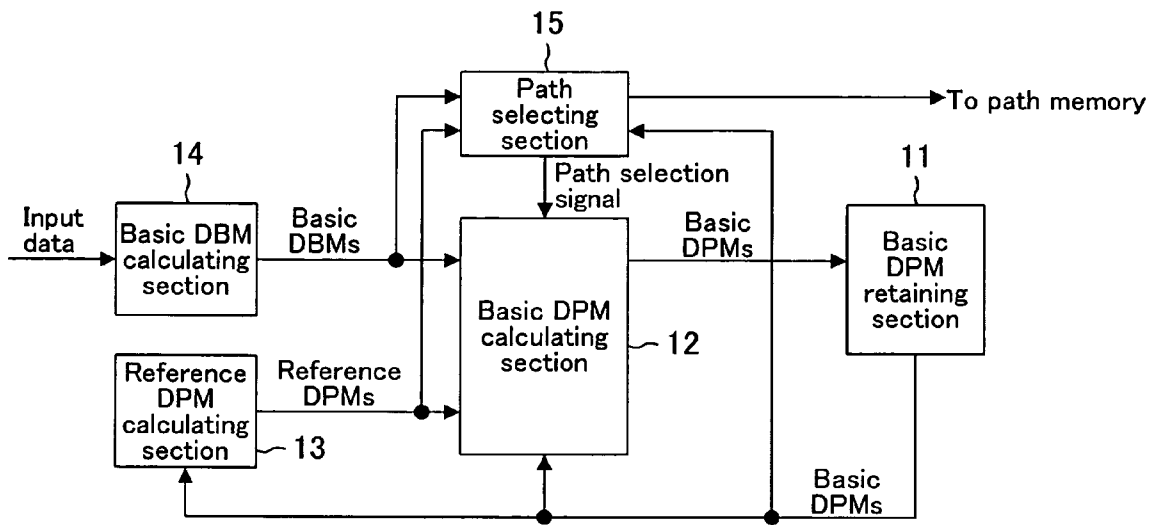 15
Path
selecting
section
To path memory
14
11
Path selection
signal
Input
data
Basic DBM
calculating
section
Basic
DBMs
Basic
DPMs
Basic
DPM
retaining
section
Basic DPM
calculating
section
12
Reference
DPM
calculating
section
Reference
DPMs
13
Basic
DPMs